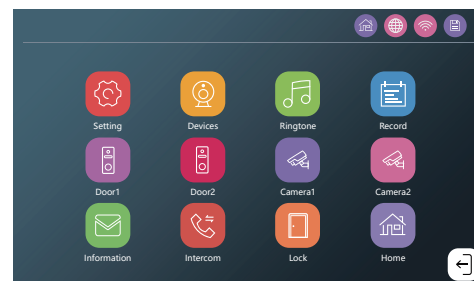 Setting Devices Ringtone Record
Door1 Door2 Camera1 Camera2
Information Intercom Lock Home